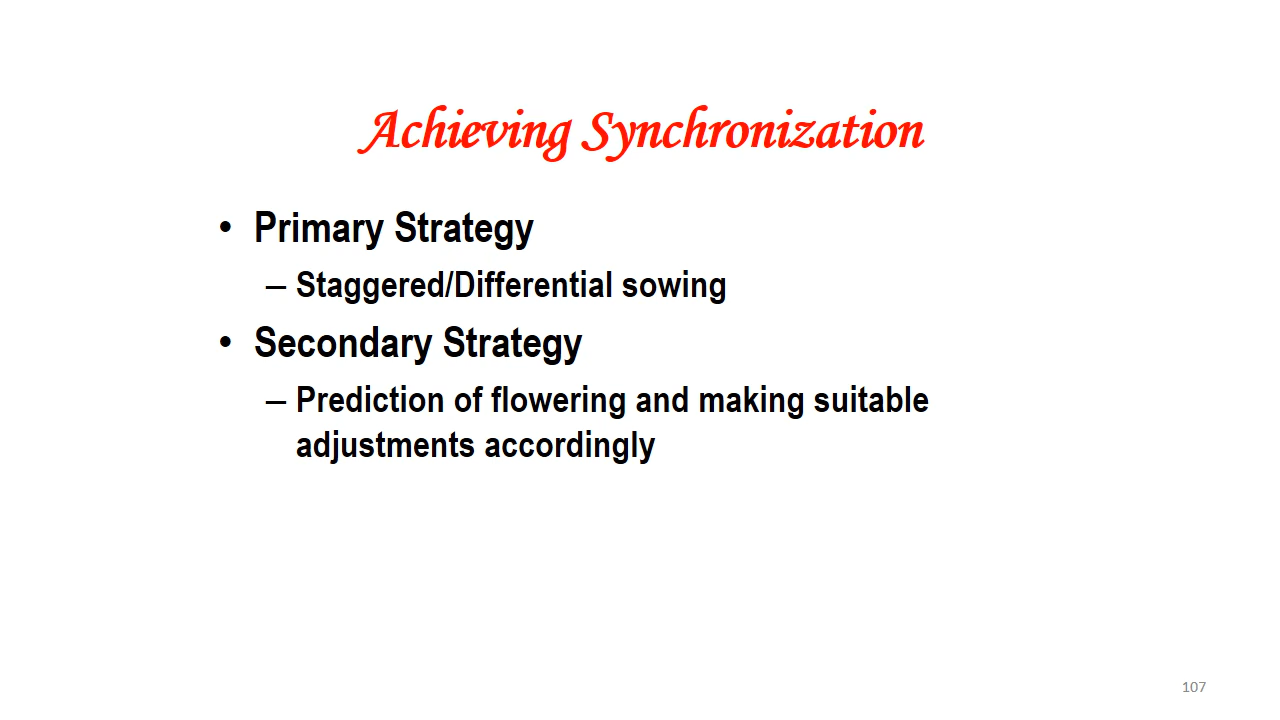 Achieving Synchronization
• Primary Strategy
– Staggered/Differential sowing
• Secondary Strategy
– Prediction of flowering and making suitable
adjustments accordingly
107